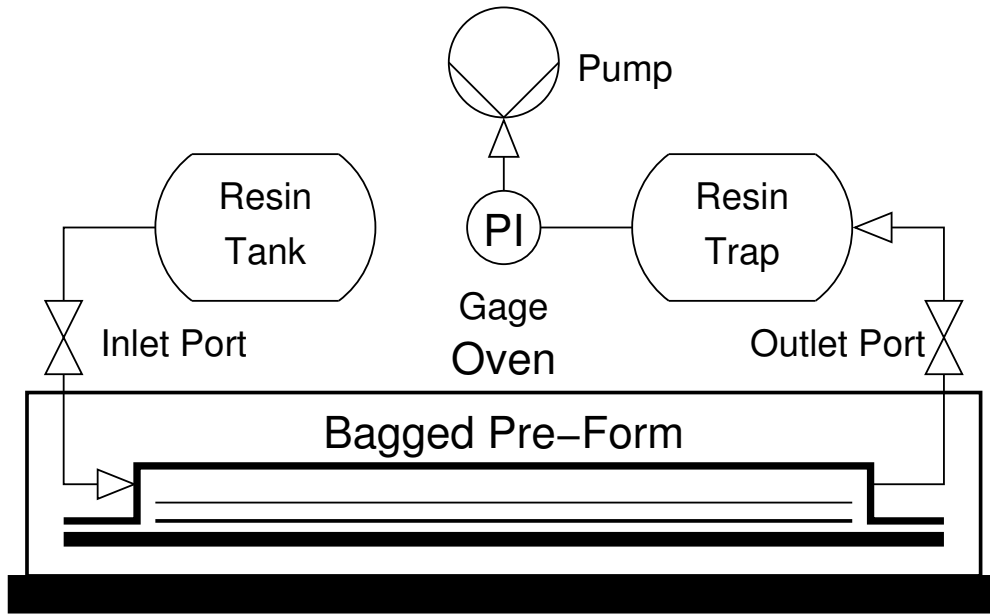 Pump
Resin
Tank
PI
Resin
Trap
Gage
Inlet Port
Outlet Port
Oven
Bagged Pre−Form